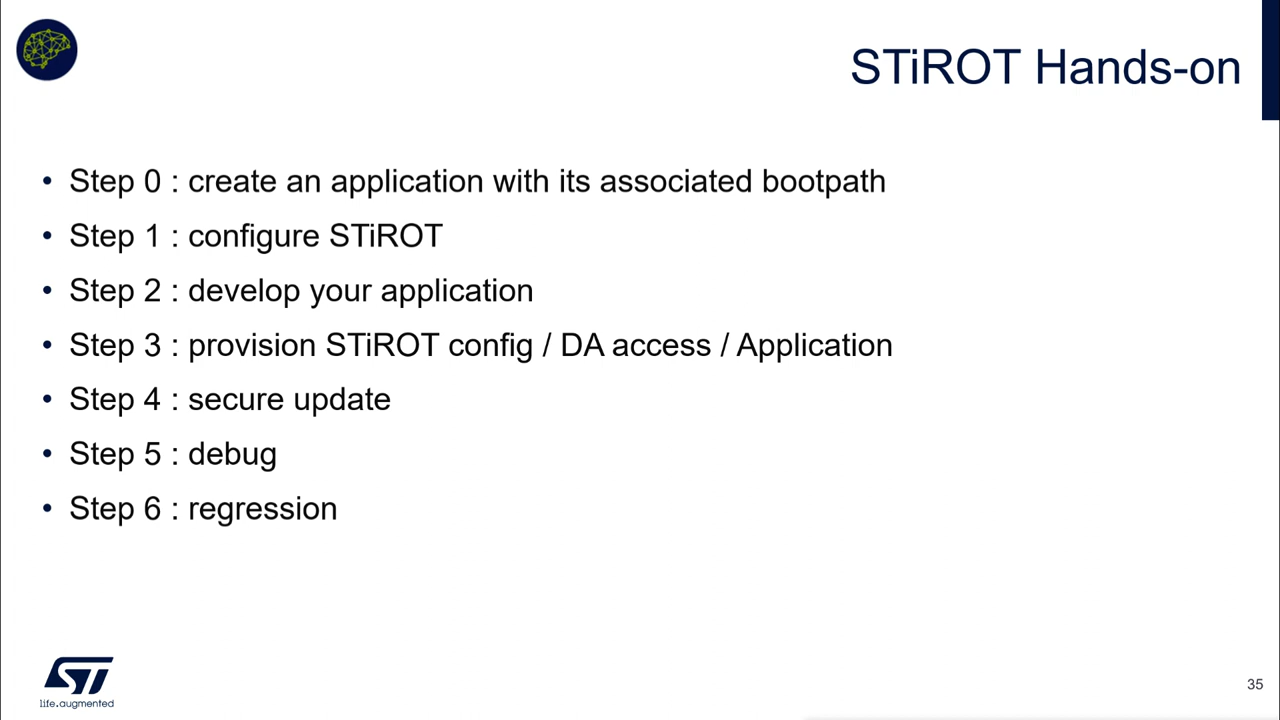 STiROT Hands-on
• Step 0 : create an application with its associated bootpath
• Step 1 : configure STiROT
• Step 2 : develop your application
• Step 3 : provision STiROT config / DA access / Application
• Step 4 : secure update
• Step 5 : debug
• Step 6 : regression
ST
life.augmented
35